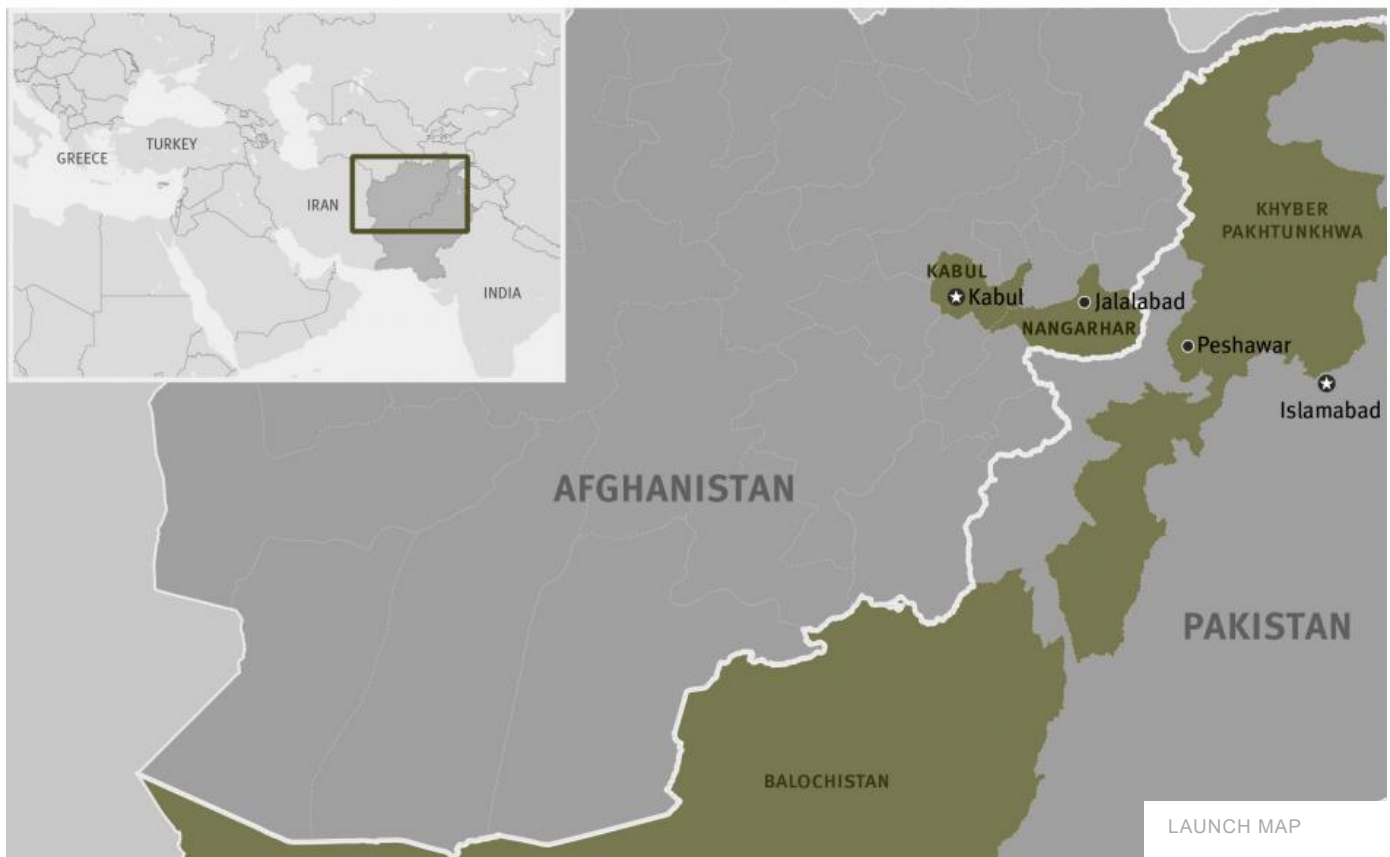 GREECE
TURKEY
IRAN
INDIA
KHYBER
PAKHTUNKHWA
KABUL
Kabul
Jalalabad
NANGARHAR
Peshawar
Islamabad
AFGHANISTAN
PAKISTAN
BALOCHISTAN
LAUNCH MAP